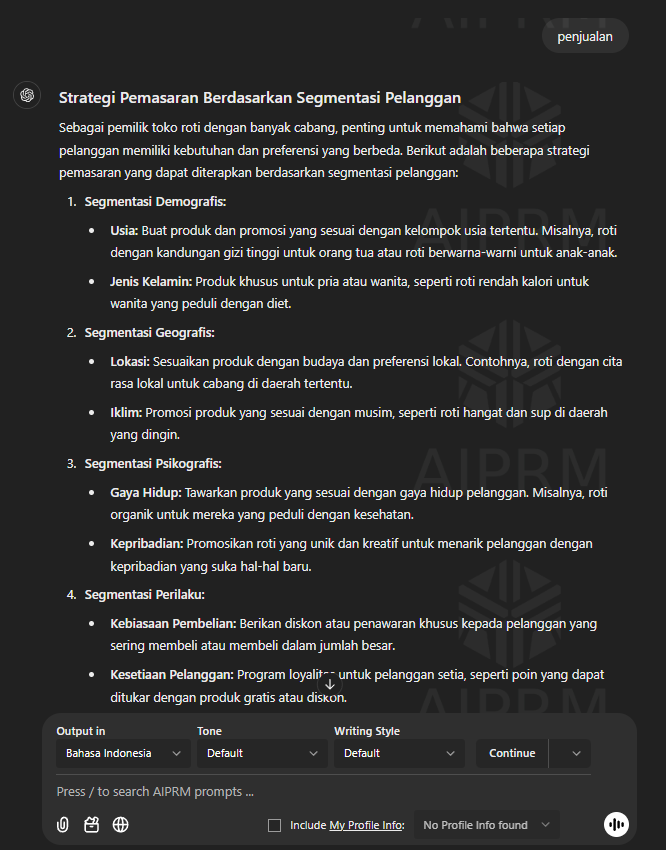 penjualan
Strategi Pemasaran Berdasarkan Segmentasi Pelanggan
Sebagai pemilik toko roti dengan banyak cabang, penting untuk memahami bahwa setiap
pelanggan memiliki kebutuhan dan preferensi yang berbeda. Berikut adalah beberapa strategi
pemasaran yang dapat diterapkan berdasarkan segmentasi pelanggan:
1. Segmentasi Demografis:
• Usia: Buat produk dan promosi yang sesuai dengan kelompok usia tertentu. Misalnya, roti
dengan kandungan gizi tinggi untuk orang tua atau roti berwarna-warni untuk anak-anak.
• Jenis Kelamin: Produk khusus untuk pria atau wanita, seperti roti rendah kalori untuk
wanita yang peduli dengan diet.
2. Segmentasi Geografis:
• Lokasi: Sesuaikan produk dengan budaya dan preferensi lokal. Contohnya, roti dengan cita
rasa lokal untuk cabang di daerah tertentu.
• Iklim: Promosi produk yang sesuai dengan musim, seperti roti hangat dan sup di daerah
yang dingin.
3. Segmentasi Psikografis:
• Gaya Hidup: Tawarkan produk yang sesuai dengan gaya hidup pelanggan. Misalnya, roti
organik untuk mereka yang peduli dengan kesehatan.
• Kepribadian: Promosikan roti yang unik dan kreatif untuk menarik pelanggan dengan
kepribadian yang suka hal-hal baru.
4. Segmentasi Perilaku:
• Kebiasaan Pembelian: Berikan diskon atau penawaran khusus kepada pelanggan yang
sering membeli atau membeli dalam jumlah besar.
• Kesetiaan Pelanggan: Program loyalitas untuk pelanggan setia, seperti poin yang dapat
ditukar dengan produk gratis atau diskon.
AIPRM
AIPRM
AIPRM
AIPRM
Output in Tone Writing Style
Bahasa Indonesia Default Default Continue
Press / to search AIPRM prompts ...
Include My Profile Info: No Profile Info found